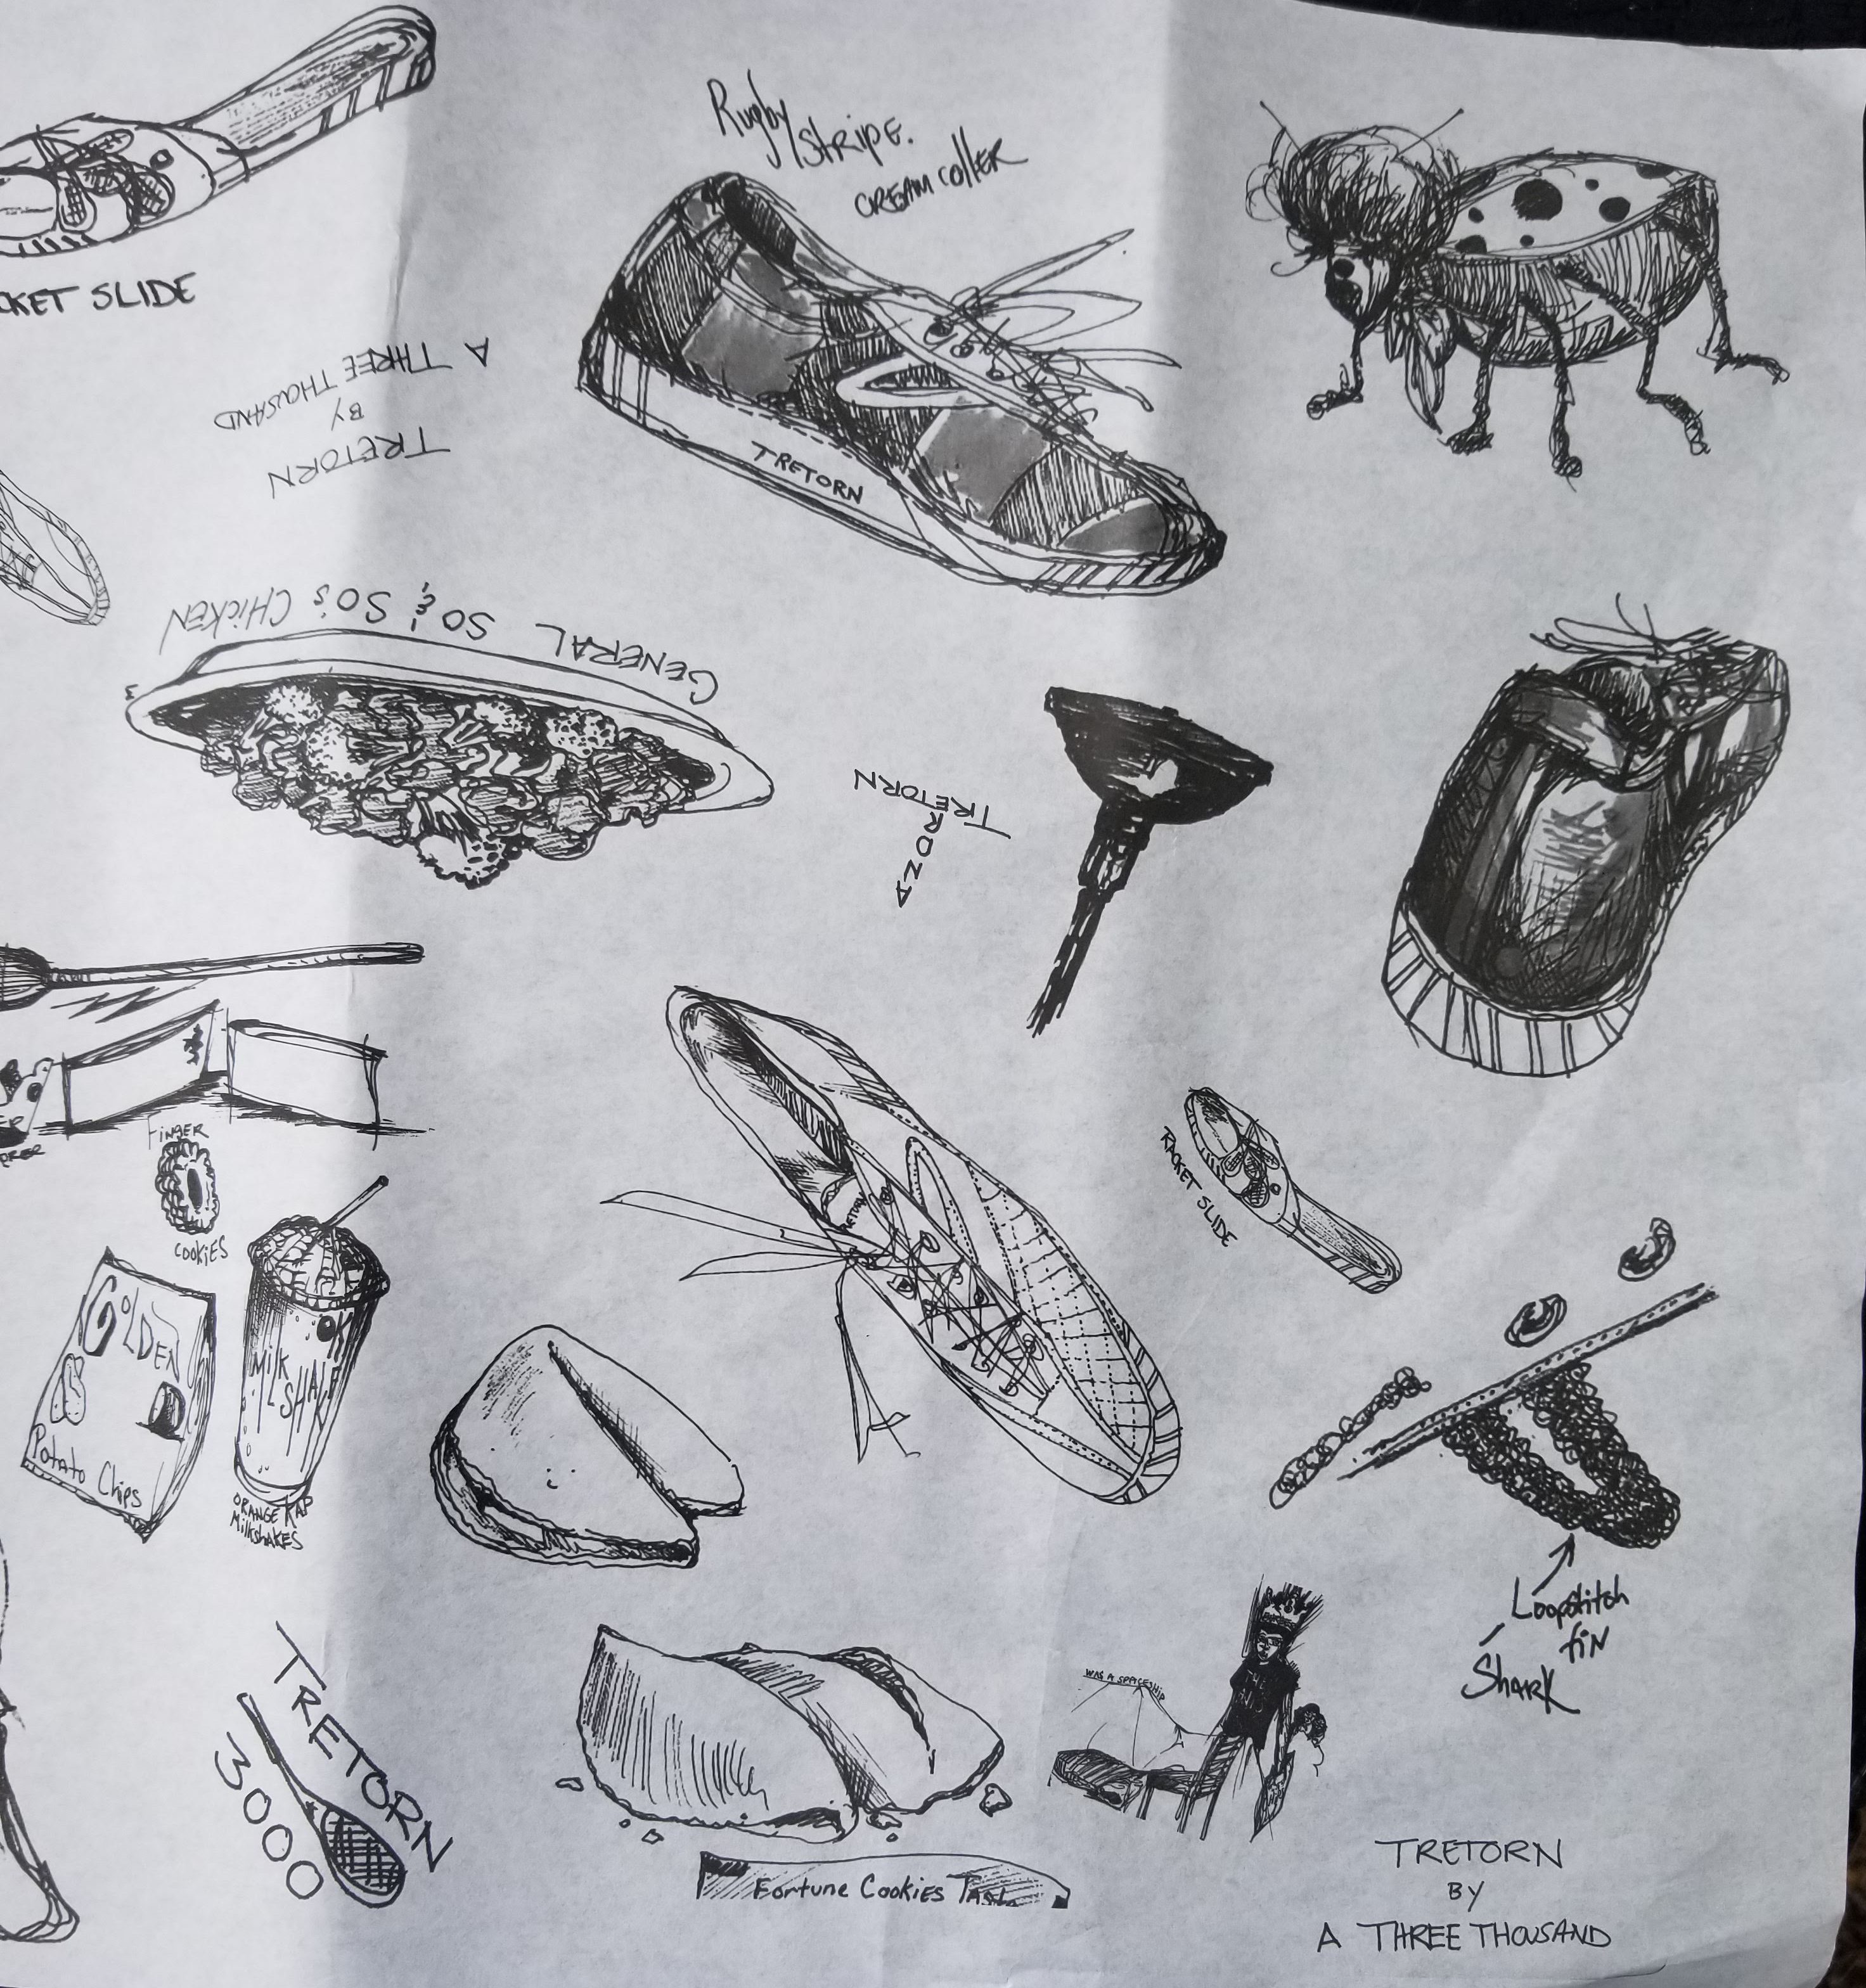 Rugby
Stripe.
CREAM COllER
CKET SLIDE
A THREE THOUSAND
BY
TRETORN
TRETORN
GENERAL SO & SO'S CHICKEN
TRETORN
FINGER
COOKIES
RACKET SLIDE
GOLDEN
Potato Chips
OK
MilK
SHAKE
ORANGE KAP
MilkshAKES
Loopstitch
fiN
SharK
WAS A SPACESHIP
TRETORN
3000
Fortune Cookies
TRETORN
BY
A THREE THOUSAND